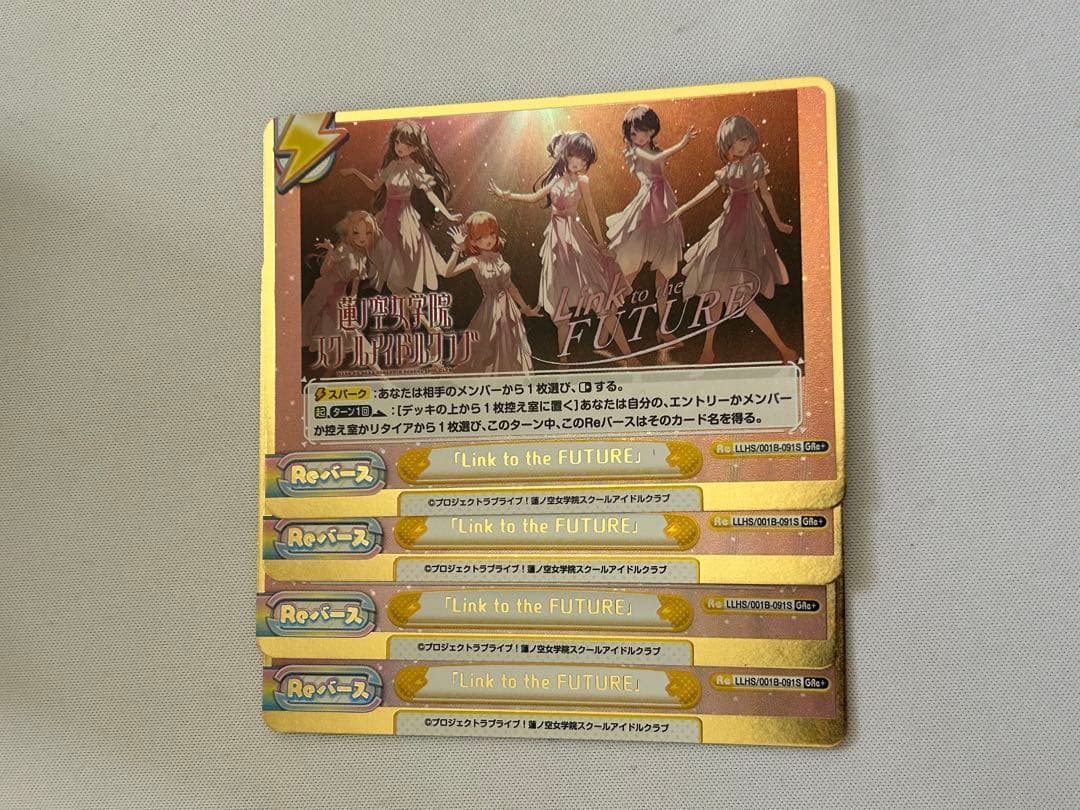 蓮ノ空女学院
スクールアイドルクラブ
Link to the
FUTURE
スパーク:あなたは相手のメンバーから1枚選び、する。
起 ターン1回:[デッキの上から1枚控え室に置く]あなたは自分の、エントリーかメンバー
か控え室かリタイアから1枚選び、このターン中、このReバースはそのカード名を得る。
Reバース
「Link to the FUTURE」
Re LLHS/001B-091S GRe+
©プロジェクトラブライブ!蓮ノ空女学院スクールアイドルクラブ
Reバース
「Link to the FUTURE」
Re LLHS/001B-091S GRe+
©プロジェクトラブライブ!蓮ノ空女学院スクールアイドルクラブ
Reバース
「Link to the FUTURE」
Re LLHS/001B-091S GRe+
©プロジェクトラブライブ!蓮ノ空女学院スクールアイドルクラブ
Reバース
「Link to the FUTURE」
Re LLHS/001B-091S GRe+
©プロジェクトラブライブ!蓮ノ空女学院スクールアイドルクラブ